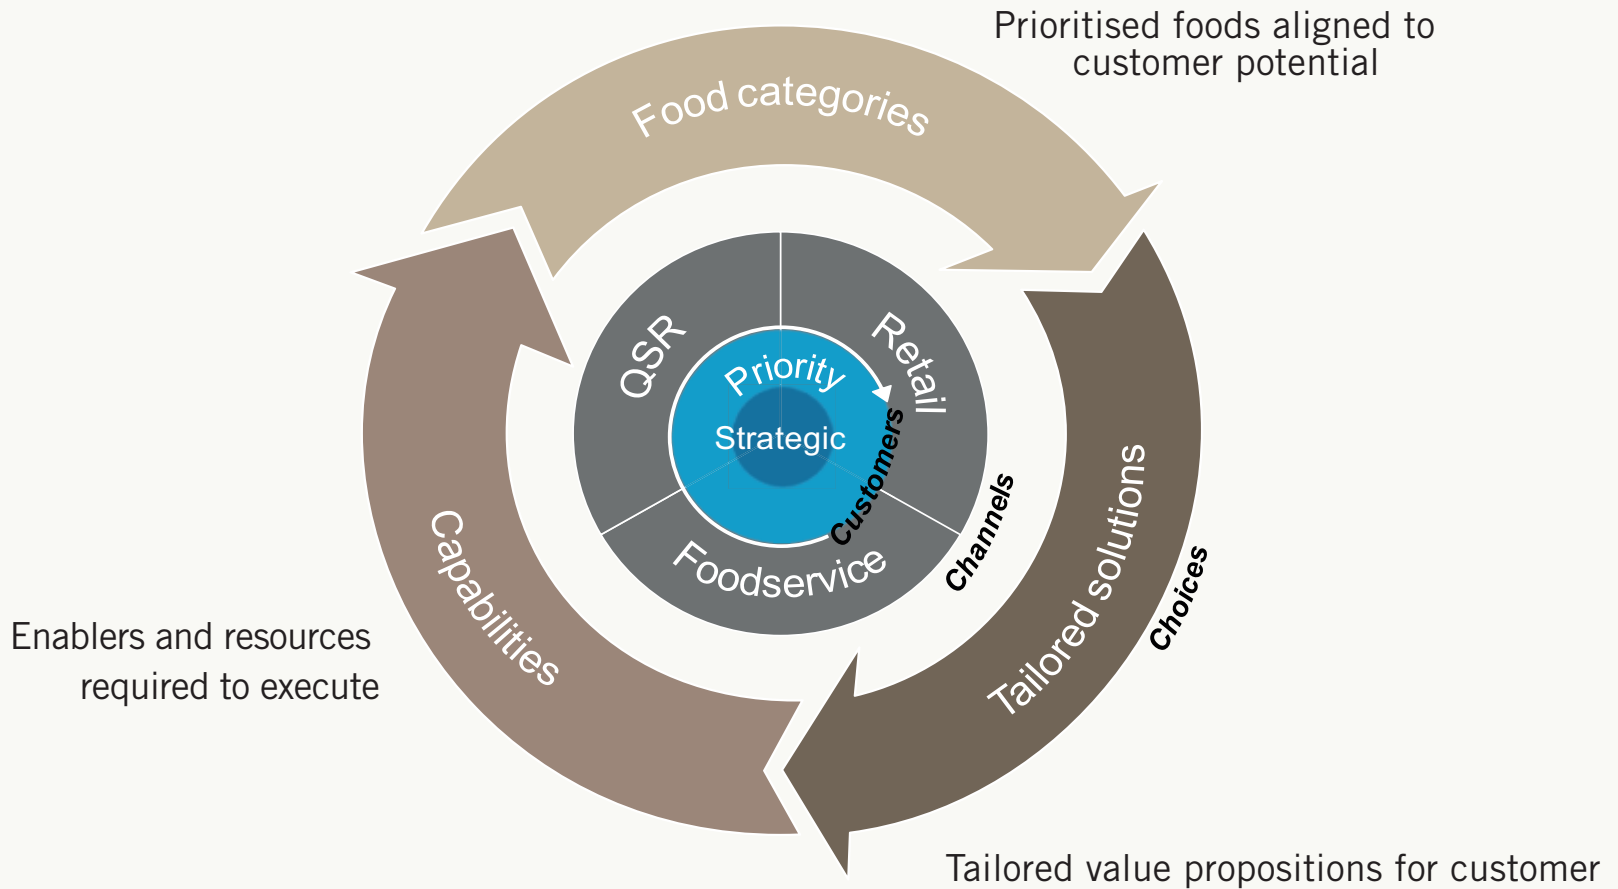 Prioritised foods aligned to
customer potential
Food categories
QSR
Retail
Priority
Strategic
Customers
Channels
Foodservice
Tailored solutions
Choices
Capabilities
Enablers and resources
required to execute
Tailored value propositions for customer